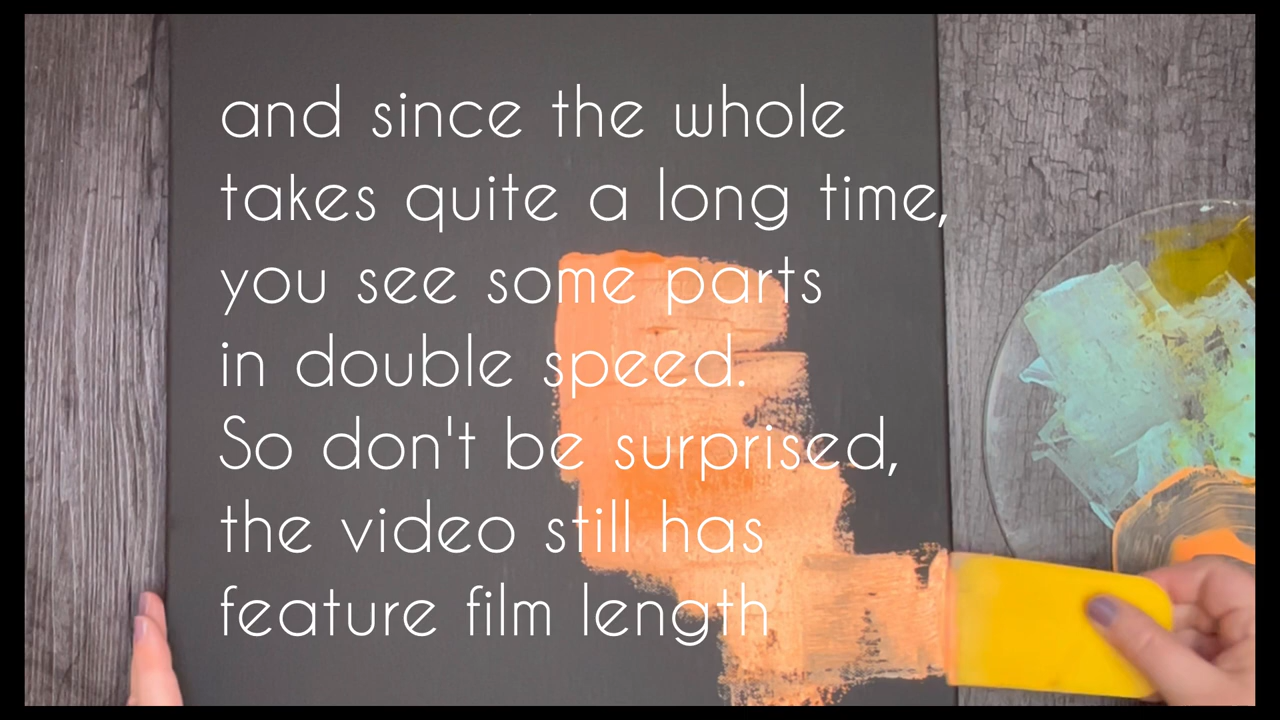 and since the whole
takes quite a long time,
you see some parts
in double speed.
So don't be surprised,
the video still has
feature film length